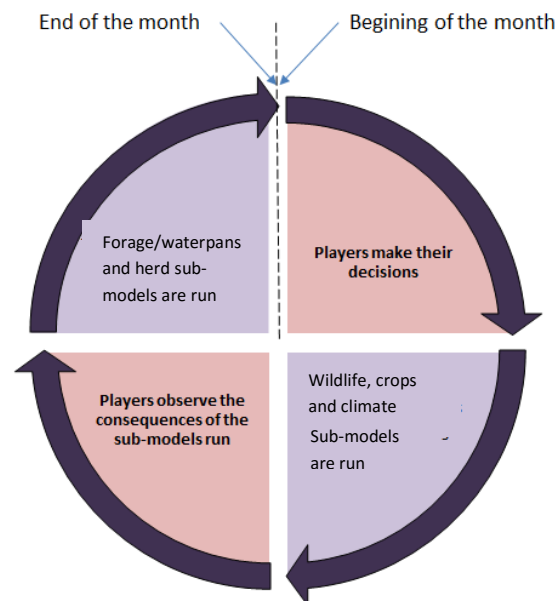 End of the month
Begining of the month
Forage/waterpans
and herd sub-
models are run
Players make their
decisions
Players observe the
consequences of the
sub-models run
Wildlife, crops
and climate
Sub-models
are run